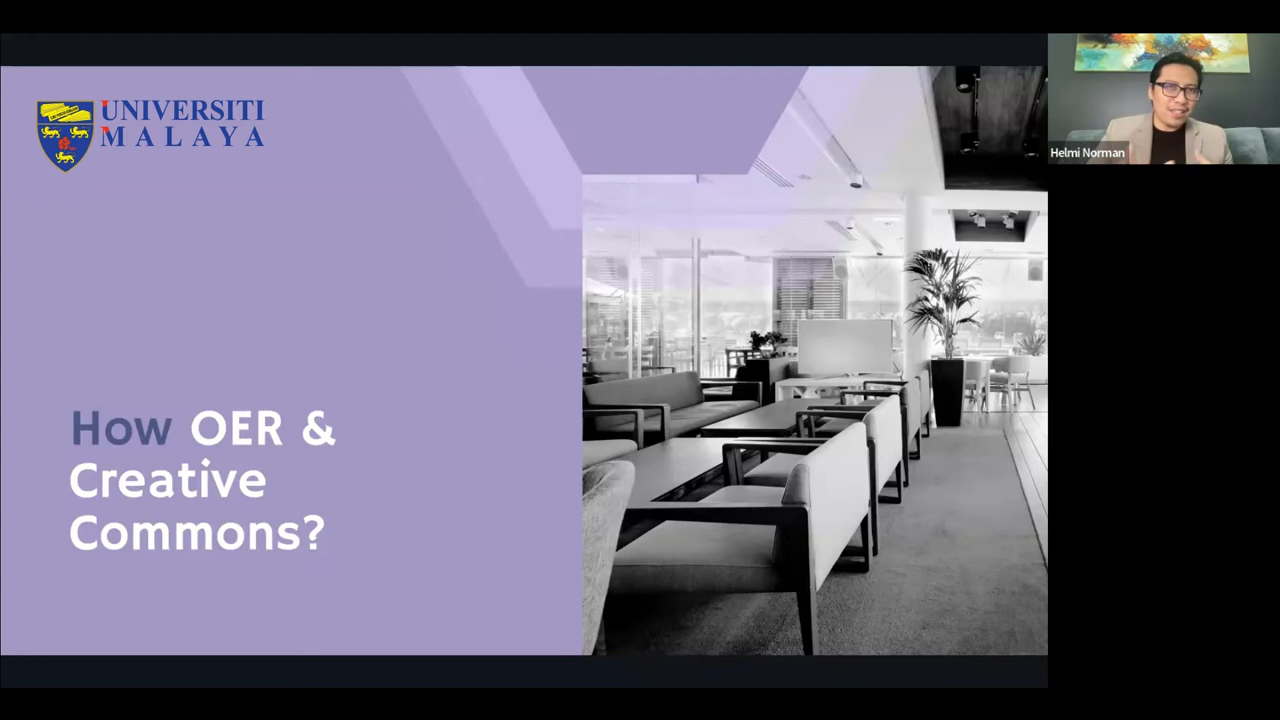 UNIVERSITI
MALAYA
Helmi Norman
How OER &
Creative
Commons?